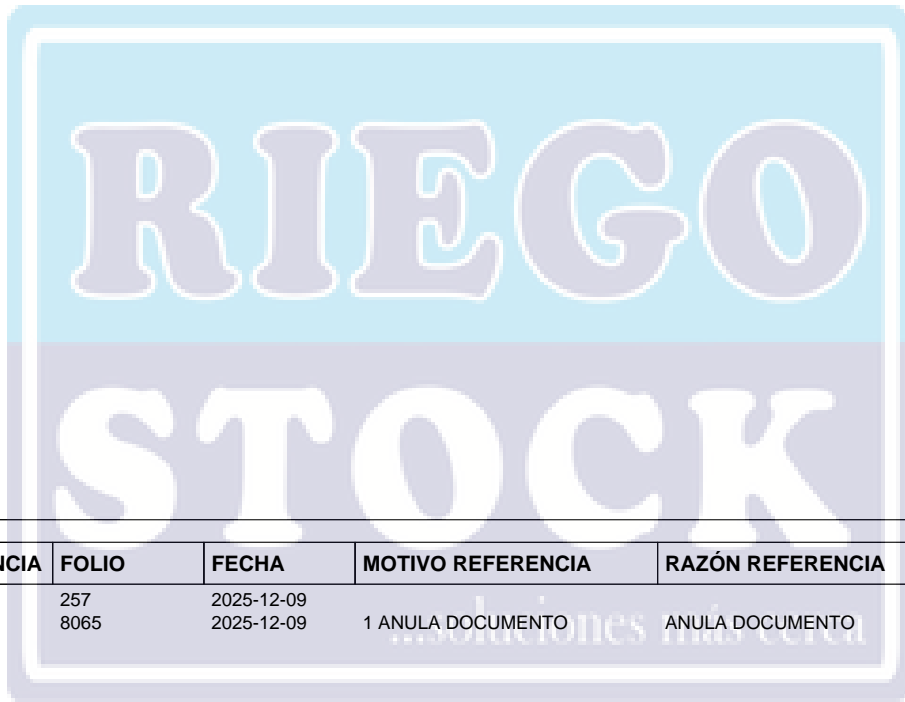 RIEGO
STOCK
NCIA FOLIO FECHA MOTIVO REFERENCIA RAZÓN REFERENCIA
257 2025-12-09
8065 2025-12-09 1 ANULA DOCUMENTO ANULA DOCUMENTO
...soluciones más cerca